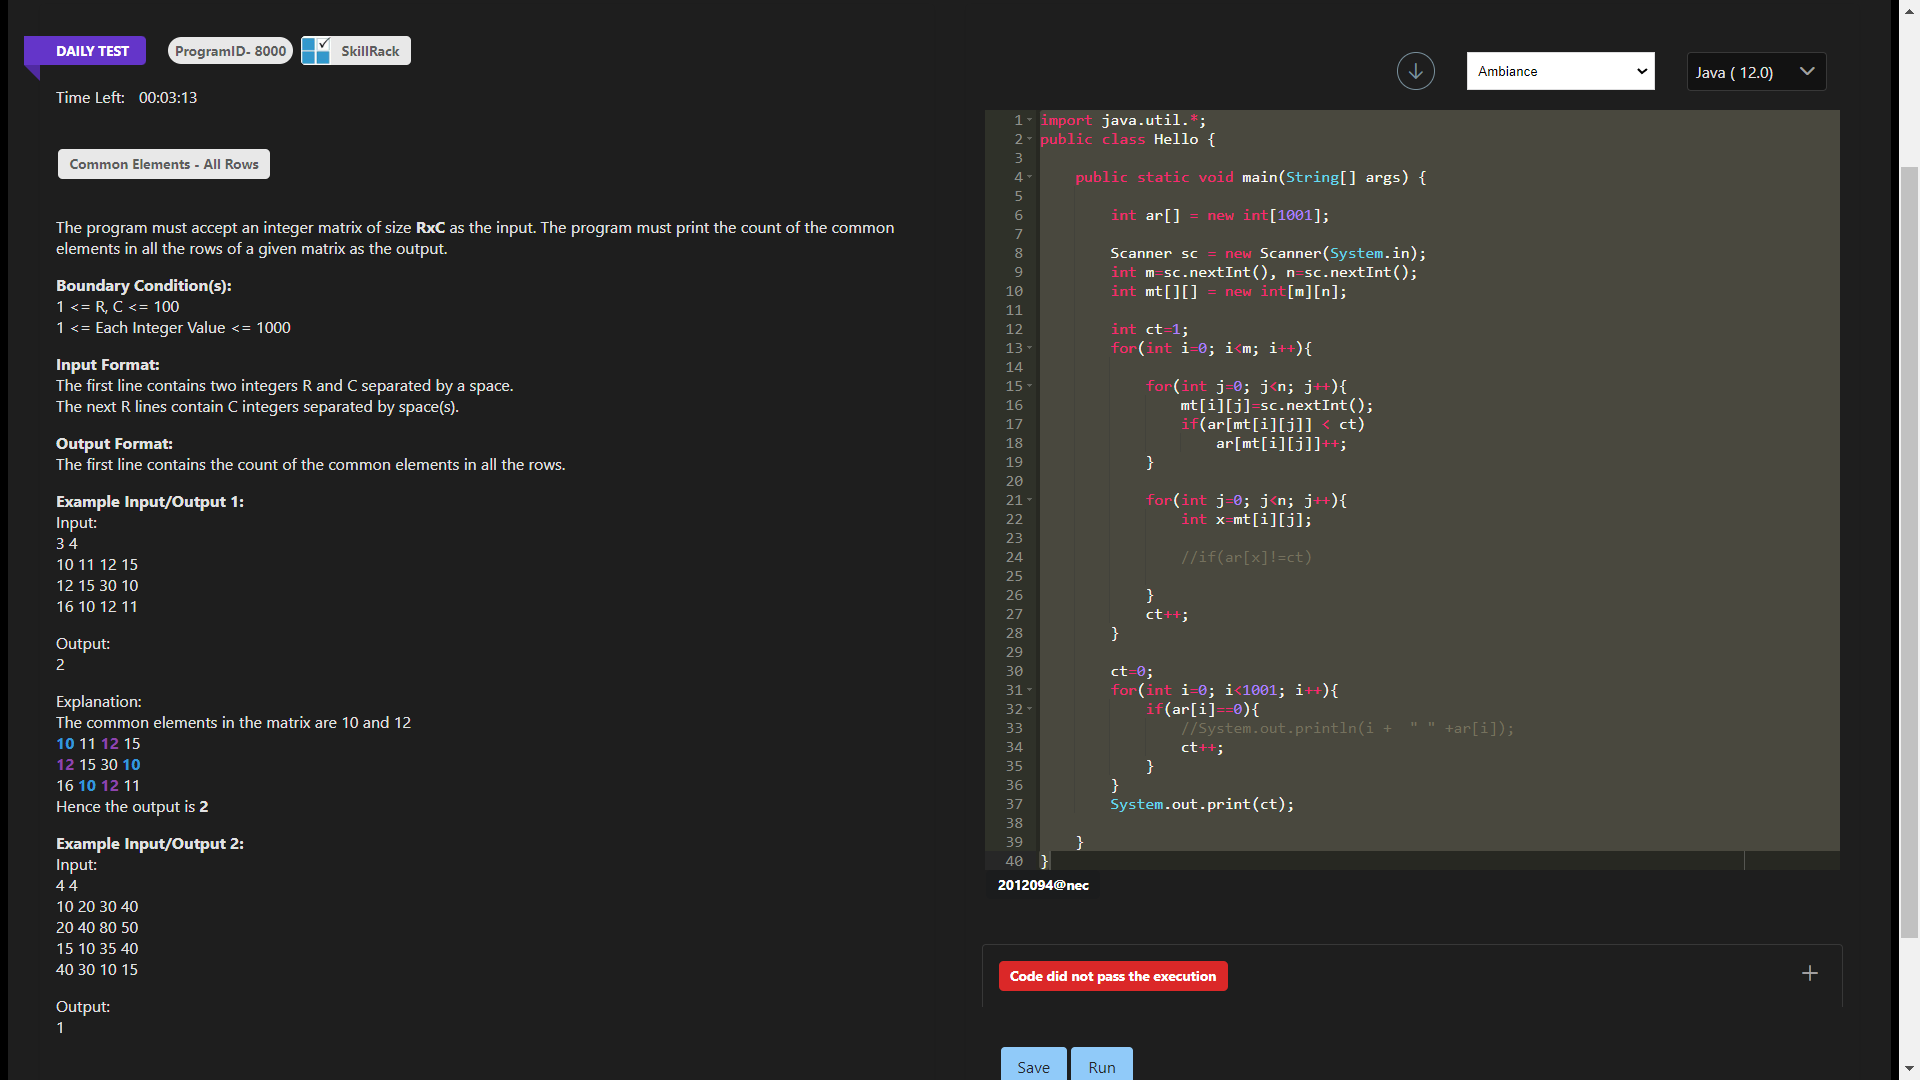 DAILY TEST
ProgramID- 8000
SkillRack
Time Left: 00:03:13
Common Elements - All Rows
The program must accept an integer matrix of size RxC as the input. The program must print the count of the common
elements in all the rows of a given matrix as the output.
Boundary Condition(s):
1 <= R, C <= 100
1 <= Each Integer Value <= 1000
Input Format:
The first line contains two integers R and C separated by a space.
The next R lines contain C integers separated by space(s).
Output Format:
The first line contains the count of the common elements in all the rows.
Example Input/Output 1:
Input:
3 4
10 11 12 15
12 15 30 10
16 10 12 11
Output:
2
Explanation:
The common elements in the matrix are 10 and 12
10 11 12 15
12 15 30 10
16 10 12 11
Hence the output is 2
Example Input/Output 2:
Input:
4 4
10 20 30 40
20 40 80 50
15 10 35 40
40 30 10 15
Output:
1
Ambiance
Java ( 12.0)
1 import java.util.*;
2 public class Hello {
3
4 public static void main(String[] args) {
5
6 int ar[] = new int[1001];
7
8 Scanner sc = new Scanner(System.in);
9 int m=sc.nextInt(), n=sc.nextInt();
10 int mt[][] = new int[m][n];
11
12 int ct=1;
13 for(int i=0; i<m; i++){
14
15 for(int j=0; j<n; j++){
16 mt[i][j]=sc.nextInt();
17 if(ar[mt[i][j]] < ct)
18 ar[mt[i][j]]++;
19 }
20
21 for(int j=0; j<n; j++){
22 int x=mt[i][j];
23
24 //if(ar[x]!=ct)
25
26 }
27 ct++;
28 }
29
30 ct=0;
31 for(int i=0; i<1001; i++){
32 if(ar[i]==0){
33 //System.out.println(i + " " +ar[i]);
34 ct++;
35 }
36 }
37 System.out.print(ct);
38
39 }
40 }
2012094@nec
Code did not pass the execution
+
Save
Run